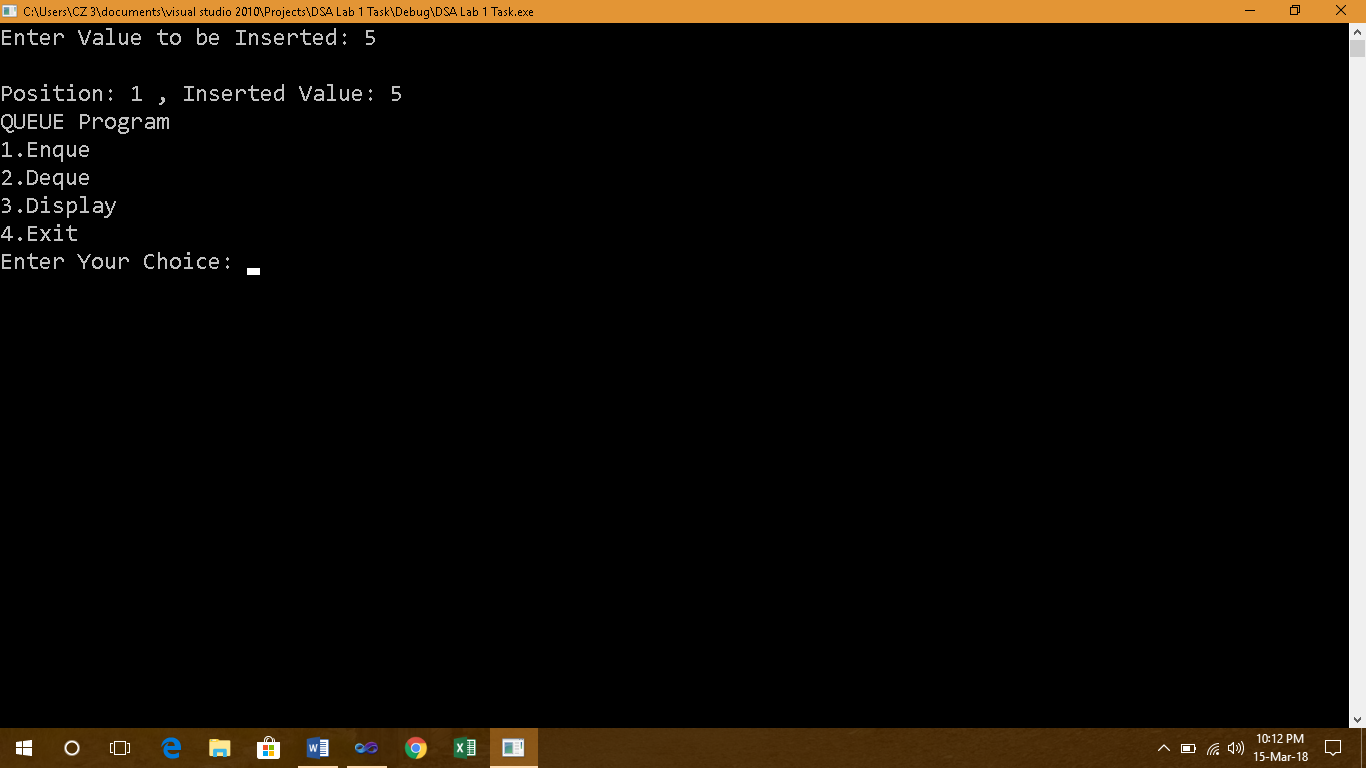 C:\Users\CZ 3\documents\visual studio 2010\Projects\DSA Lab 1 Task\Debug\DSA Lab 1 Task.exe
Enter Value to be Inserted: 5
Position: 1 , Inserted Value: 5
QUEUE Program
1.Enque
2.Deque
3.Display
4.Exit
Enter Your Choice:
10:12 PM
15-Mar-18